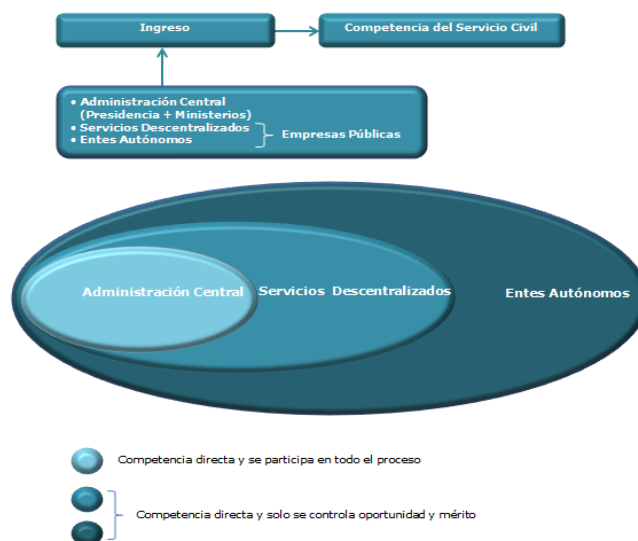 Ingreso
Competencia del Servicio Civil
• Administración Central
(Presidencia + Ministerios)
• Servicios Descentralizados
• Entes Autónomos
Empresas Públicas
Administración Central
Servicios Descentralizados
Entes Autónomos
Competencia directa y se participa en todo el proceso
Competencia directa y solo se controla oportunidad y mérito